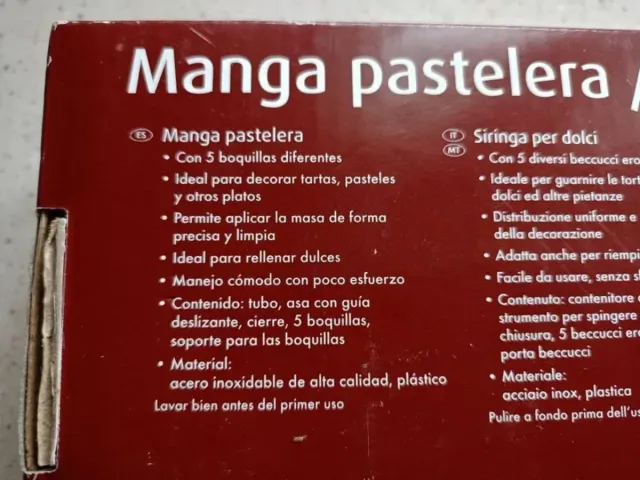 Manga pastelera
ES Manga pastelera
• Con 5 boquillas diferentes
• Ideal para decorar tartas, pasteles
y otros platos
• Permite aplicar la masa de forma
precisa y limpia
• Ideal para rellenar dulces
• Manejo cómodo con poco esfuerzo
• Contenido: tubo, asa con guía
deslizante, cierre, 5 boquillas,
soporte para las boquillas
• Material:
acero inoxidable de alta calidad, plástico
Lavar bien antes del primer uso
IT MT Siringa per dolci
• Con 5 diversi beccucci
• Ideale per guarnire le
dolci ed altre pietanze
• Distribuzione uniforme e
della decorazione
• Adatta anche per
• Facile da usare, senza
• Contenuto: contenitore
strumento per spingere
chiusura, 5 beccucci
porta beccucci
• Materiale:
acciaio inox, plastica
Pulire a fondo prima